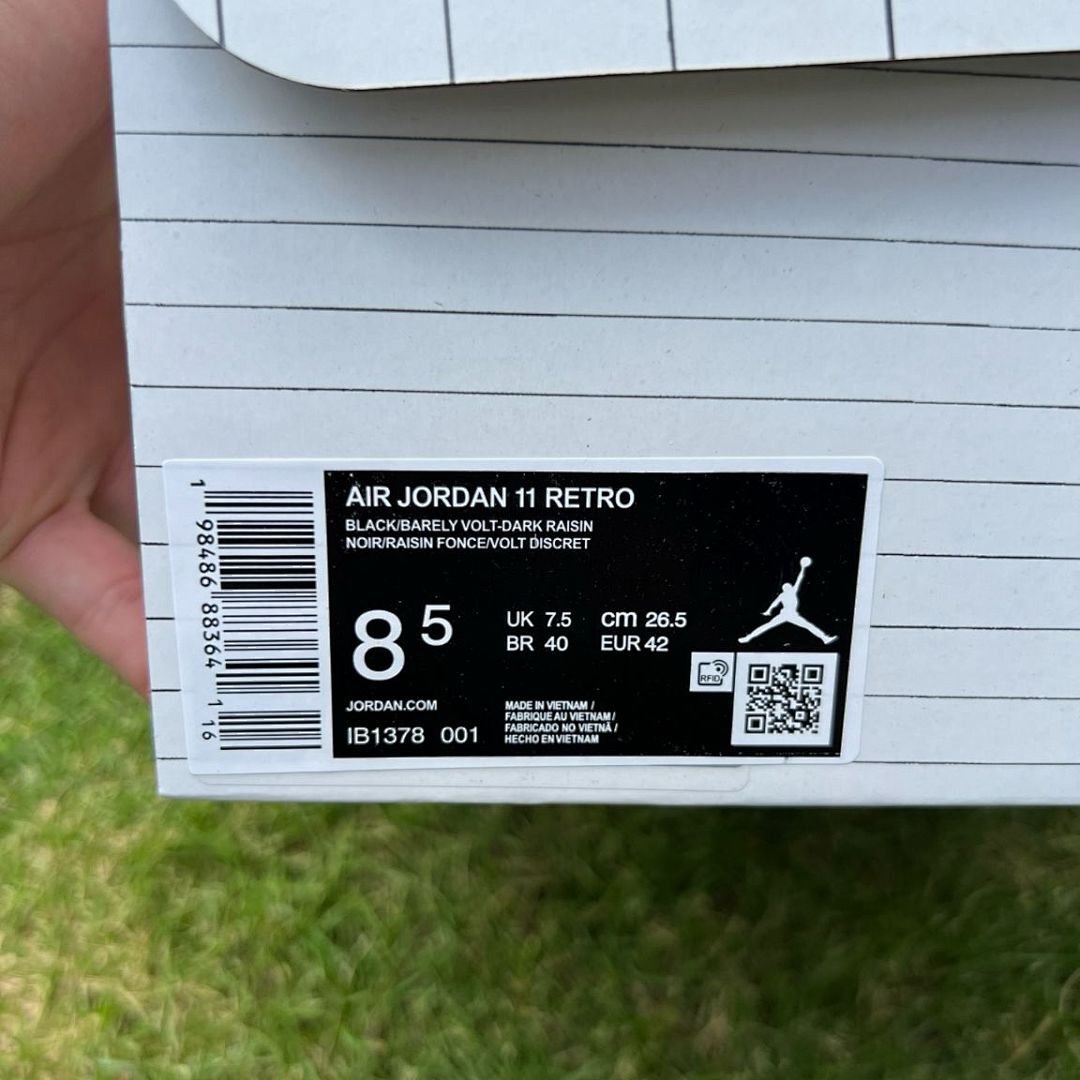 1 98486 88364 1 16
AIR JORDAN 11 RETRO
BLACK/BARELY VOLT-DARK RAISIN
NOIR/RAISIN FONCE/VOLT DISCRET
8 5
UK 7.5 cm 26.5
BR 40 EUR 42
RFID
JORDAN.COM
IB1378 001
MADE IN VIETNAM /
FABRIQUE AU VIETNAM /
FABRICADO NO VIETNÃ /
HECHO EN VIETNAM